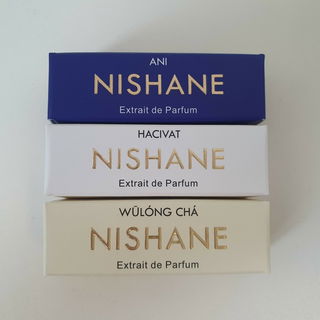 ANI
NISHANE
Extrait de Parfum
HACIVAT
NISHANE
Extrait de Parfum
WŪLÓNG CHÁ
NISHANE
Extrait de Parfum